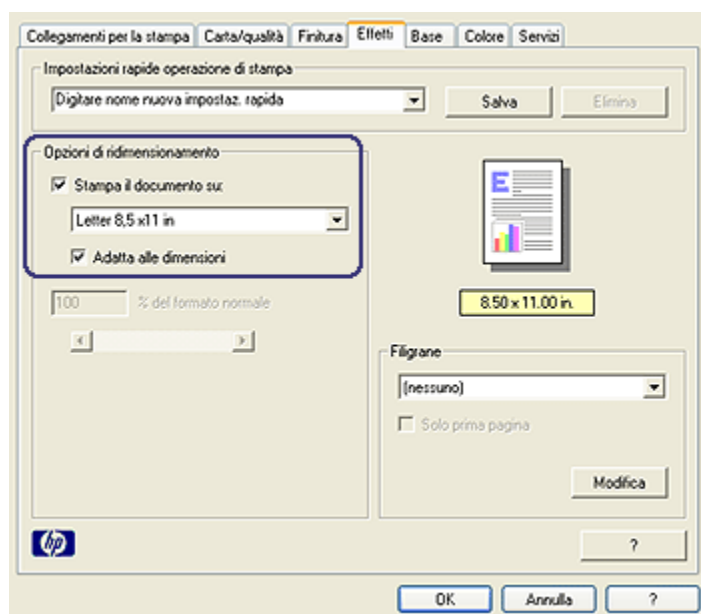 Collegamenti per la stampa Carta/qualità Finitura Effetti Base Colore Servizi
Impostazioni rapide operazione di stampa
Digitare nome nuova impostaz. rapida Salva Elimina
Opzioni di ridimensionamento
Stampa il documento su:
Letter 8,5 x11 in
Adatta alle dimensioni
100 % del formato normale
E
8.50 x 11.00 in.
Filigrane
(nessuno)
Solo prima pagina
Modifica
hp
?
OK Annulla ?